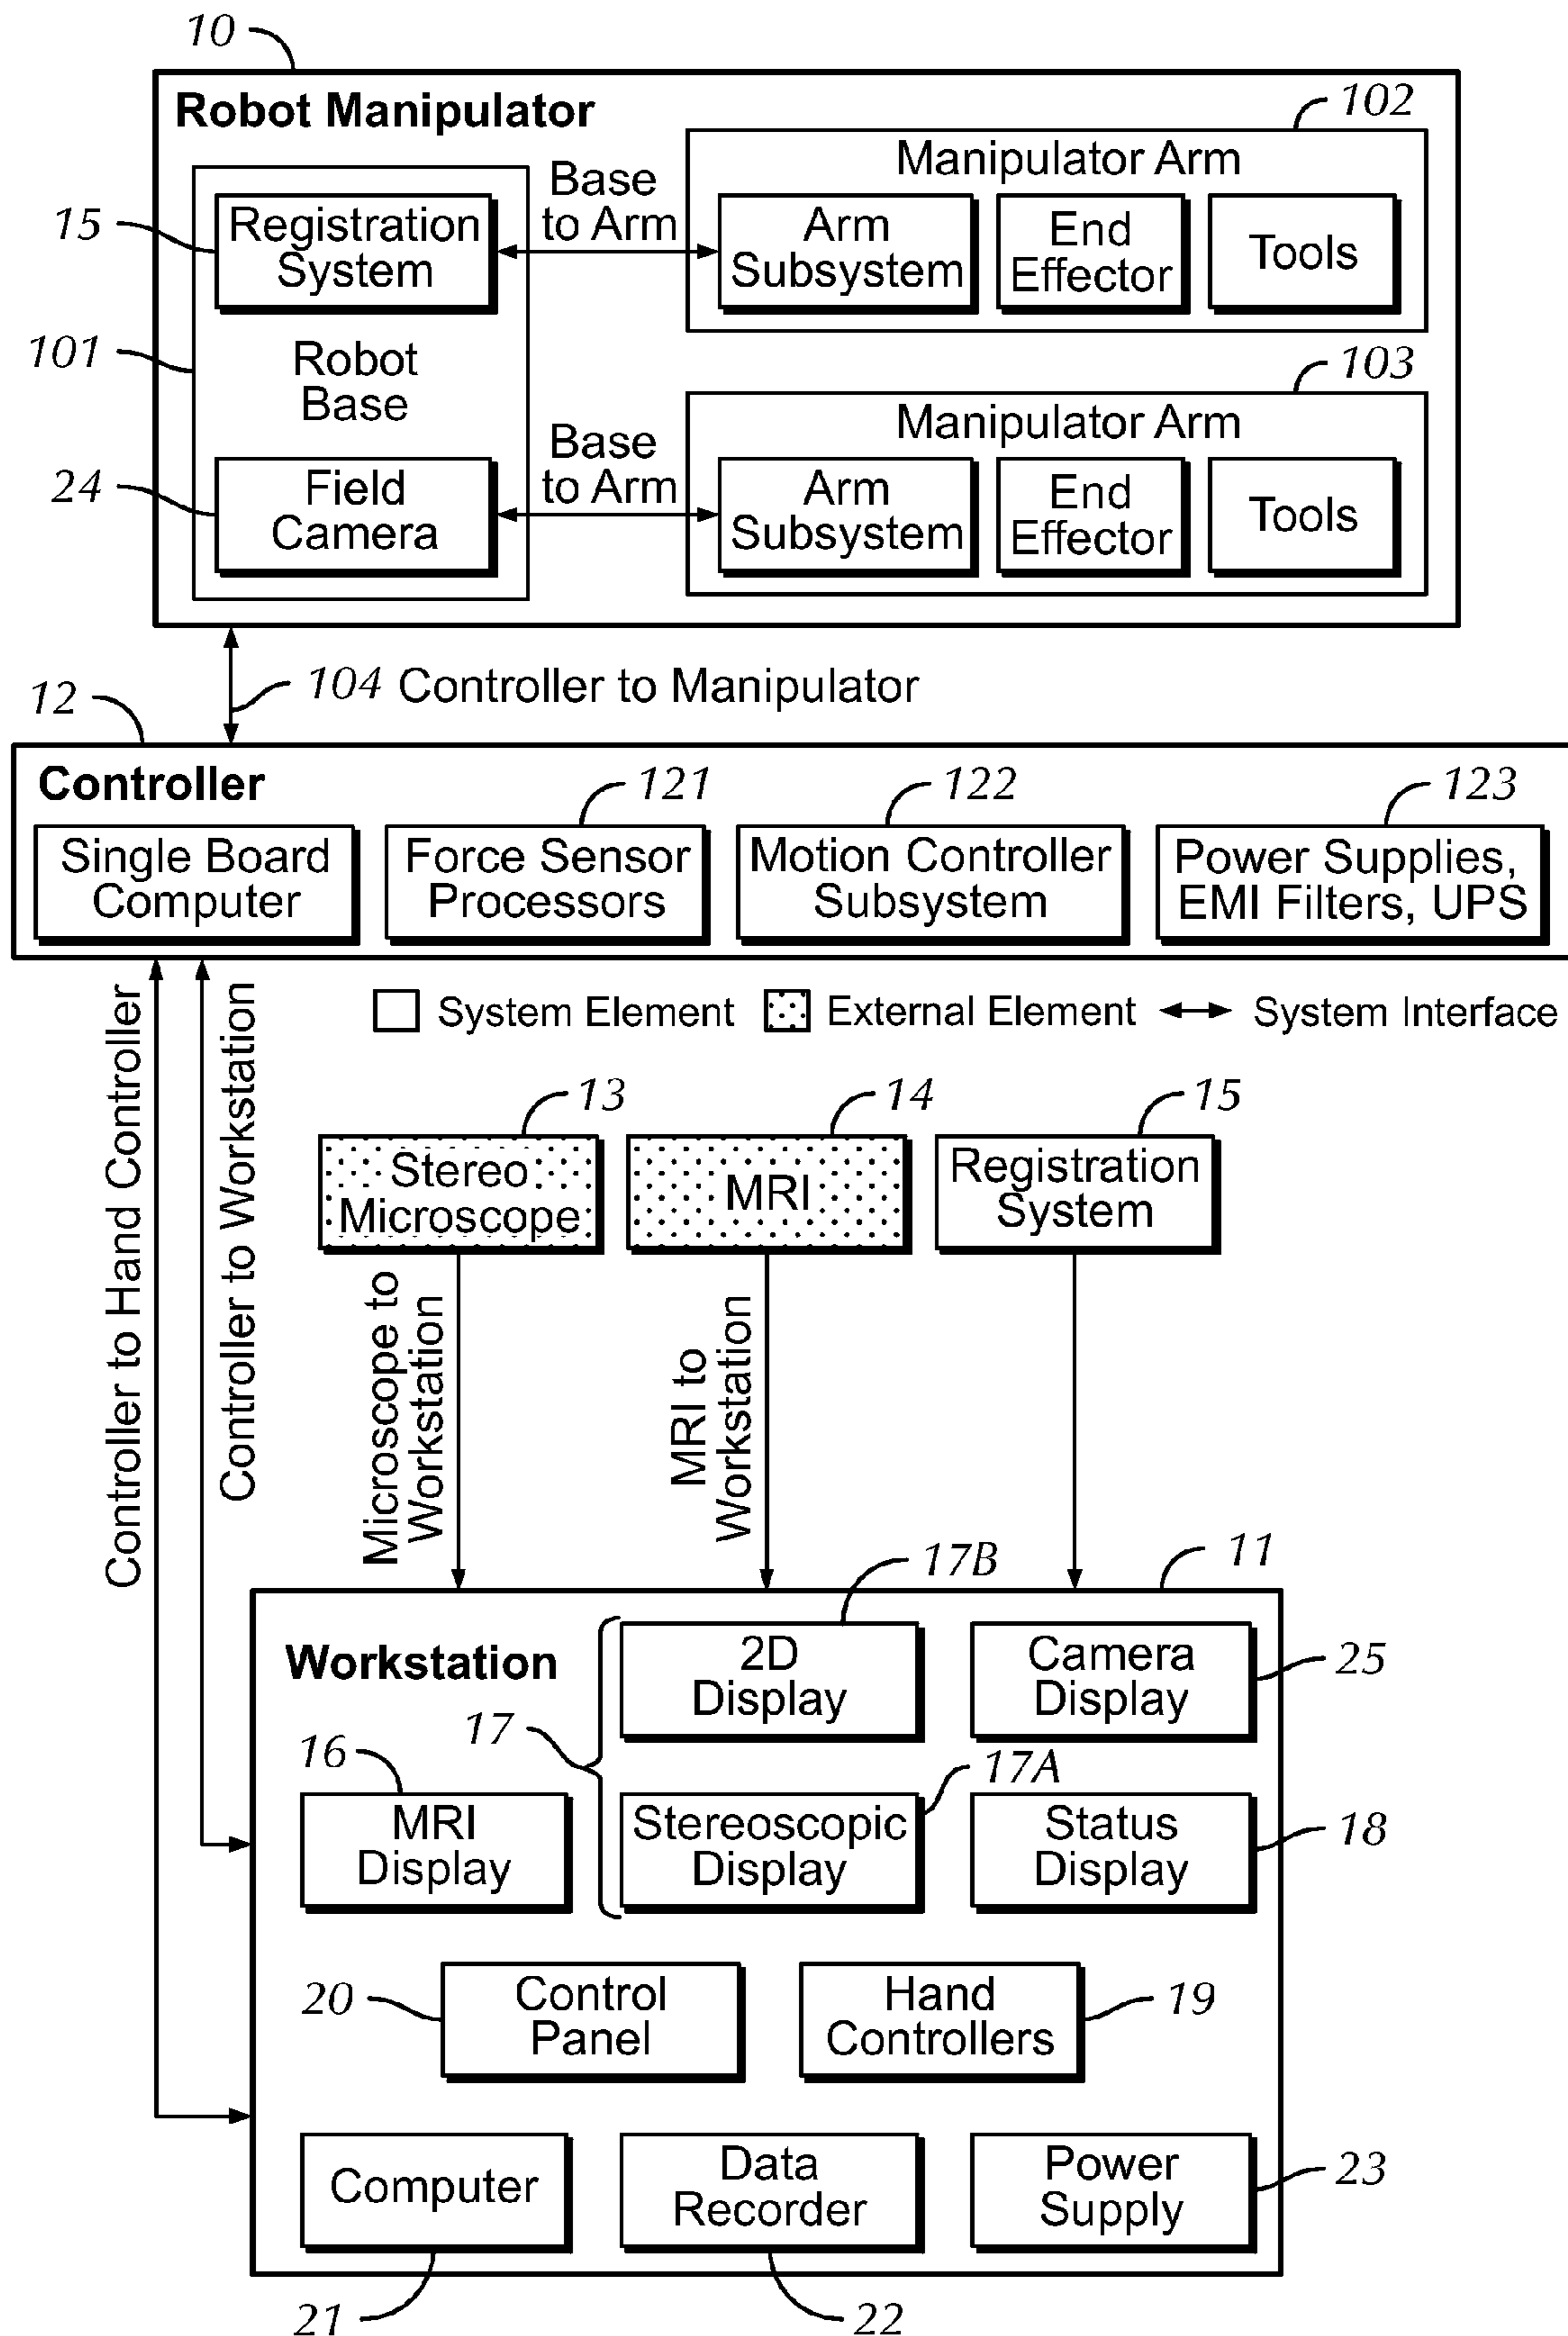 10
Robot Manipulator
102
Manipulator Arm
15
Registration
System
Base
to Arm
Arm
Subsystem
End
Effector
Tools
101
Robot
Base
103
Manipulator Arm
24
Field
Camera
Base
to Arm
Arm
Subsystem
End
Effector
Tools
104 Controller to Manipulator
12
Controller
121
122
123
Single Board
Computer
Force Sensor
Processors
Motion Controller
Subsystem
Power Supplies,
EMI Filters, UPS
Controller to Hand Controller
Controller to Workstation
System Element
External Element
System Interface
13
14
15
Stereo
Microscope
MRI
Registration
System
Microscope to
Workstation
MRI to
Workstation
11
17B
Workstation
2D
Display
Camera
Display
25
17
16
17A
MRI
Display
Stereoscopic
Display
Status
Display
18
20
Control
Panel
Hand
Controllers
19
Computer
Data
Recorder
Power
Supply
23
21
22